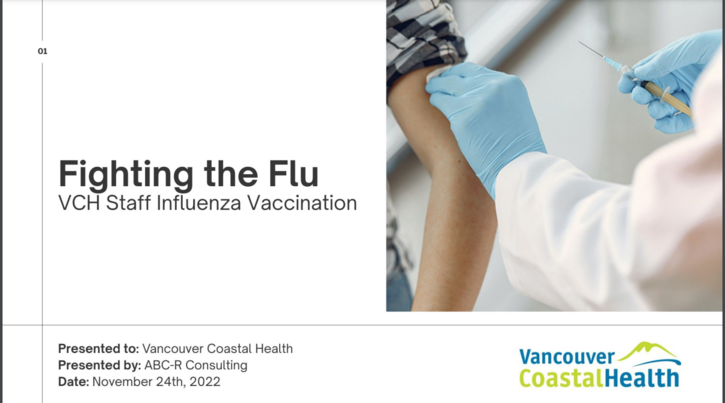 01
Fighting the Flu
VCH Staff Influenza Vaccination
Presented to: Vancouver Coastal Health
Presented by: ABC-R Consulting
Date: November 24th, 2022
Vancouver
CoastalHealth